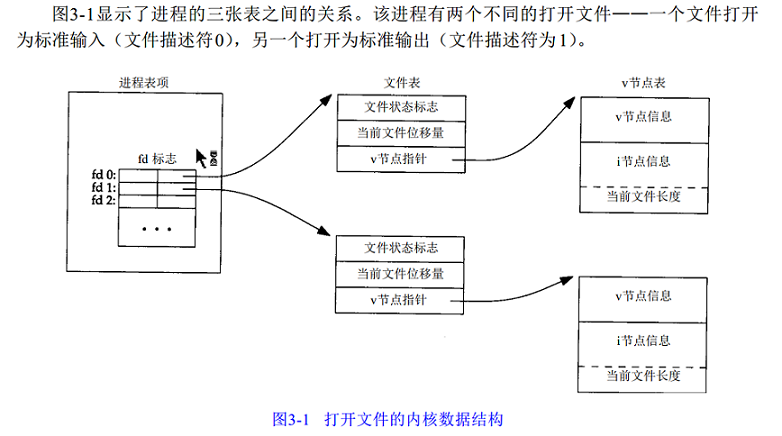 图3-1显示了进程的三张表之间的关系。该进程有两个不同的打开文件——一个文件打开
为标准输入（文件描述符0），另一个打开为标准输出（文件描述符为1）。
进程表项
文件表
v节点表
fd 标志
fd 0:
fd 1:
fd 2:
• • •
文件状态标志
当前文件位移量
v节点指针
v节点信息
i节点信息
当前文件长度
文件状态标志
当前文件位移量
v节点指针
v节点信息
i节点信息
当前文件长度
图3-1 打开文件的内核数据结构